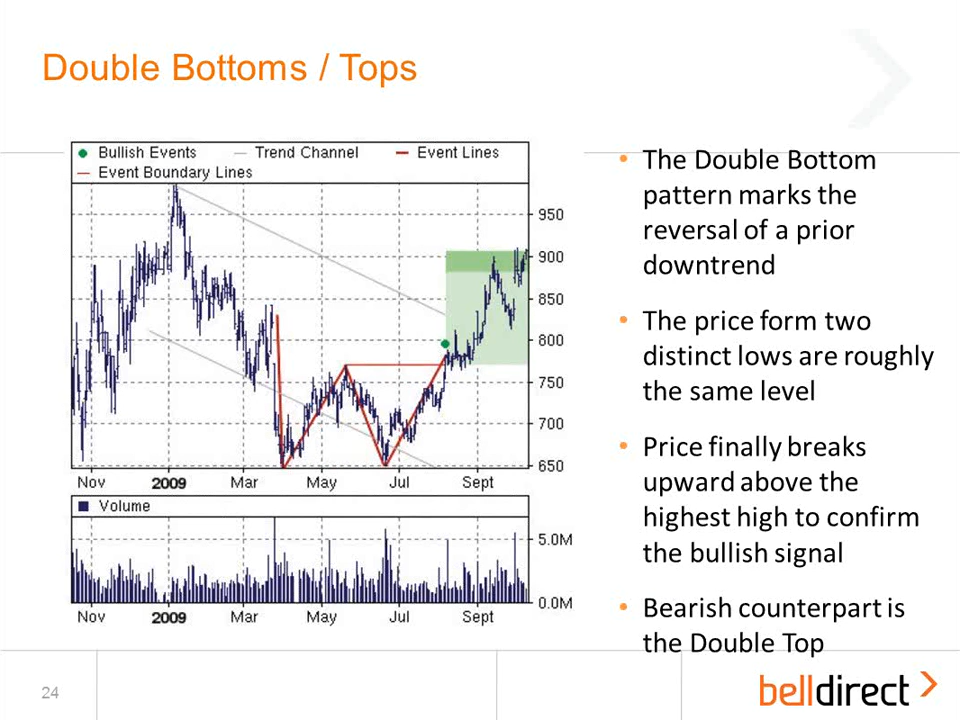 Double Bottoms / Tops
Bullish Events
Trend Channel
Event Lines
Event Boundary Lines
950
900
850
800
750
700
650
Nov 2009 Mar May Jul Sept
Volume
5.0M
0.0M
Nov 2009 Mar May Jul Sept
• The Double Bottom
pattern marks the
reversal of a prior
downtrend
• The price form two
distinct lows are roughly
the same level
• Price finally breaks
upward above the
highest high to confirm
the bullish signal
• Bearish counterpart is
the Double Top
24
belldirect